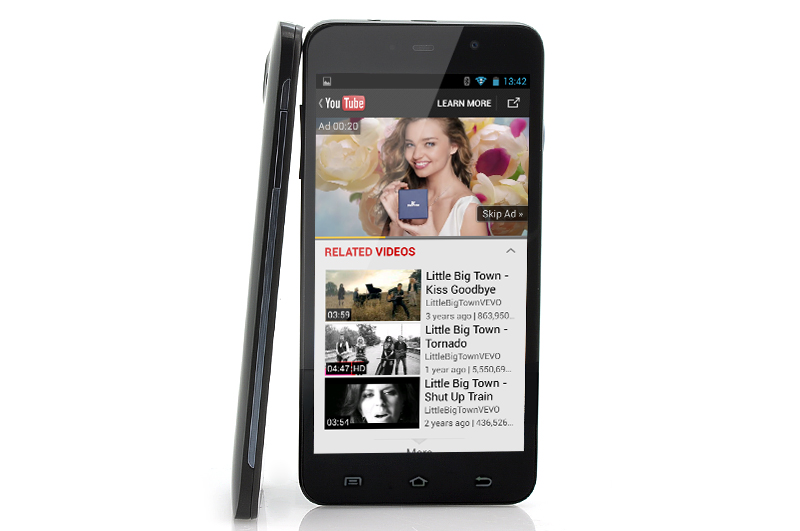 13:42
YouTube LEARN MORE
Ad 00:20
Skip Ad »
RELATED VIDEOS
Little Big Town -
Kiss Goodbye
LittleBigTownVEVO
3 years ago | 863,950...
03:59
Little Big Town -
Tornado
LittleBigTownVEVO
1 year ago | 5,550,69...
04:47 HD
Little Big Town -
Shut Up Train
LittleBigTownVEVO
2 years ago | 436,526...
03:54
More